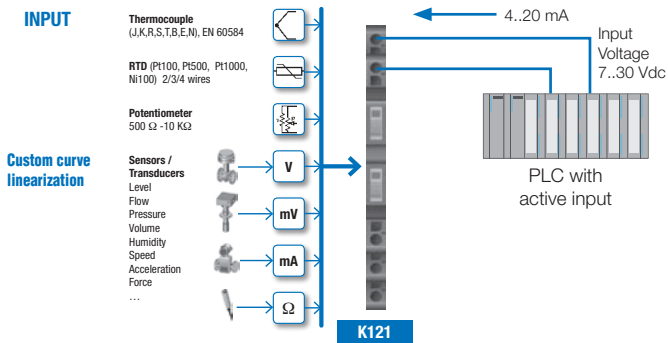 INPUT
Thermocouple
(J,K,R,S,T,B,E,N), EN 60584
RTD (Pt100, Pt500, Pt1000,
Ni100) 2/3/4 wires
Potentiometer
500 Ω -10 KΩ
Custom curve
linearization
Sensors /
Transducers
Level
Flow
Pressure
Volume
Humidity
Speed
Acceleration
Force
...
V
mV
mA
Ω
K121
4..20 mA
Input
Voltage
7..30 Vdc
PLC with
active input